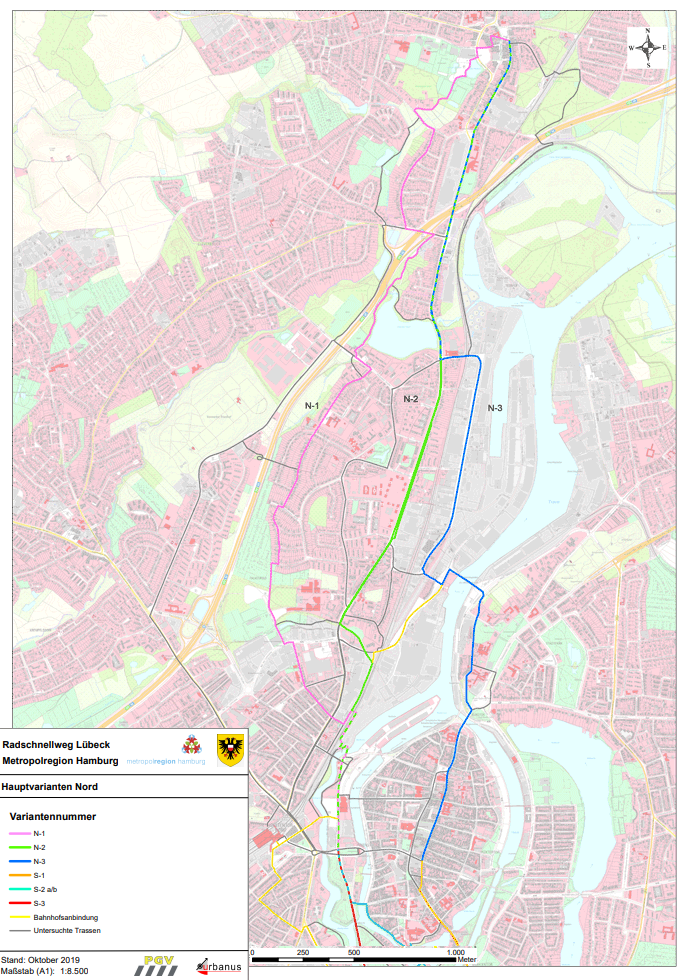 N
W E
S
N-1
N-2
N-3
Radschnellweg Lübeck
Metropolregion Hamburg
metropolregion hamburg
Hauptvarianten Nord
Variantennummer
N-1
N-2
N-3
S-1
S-2 a/b
S-3
Bahnhofsanbindung
Untersuchte Trassen
Stand: Oktober 2019
Maßstab (A1): 1:8.500
PGV
urbanus
0 250 500 1.000
Meter